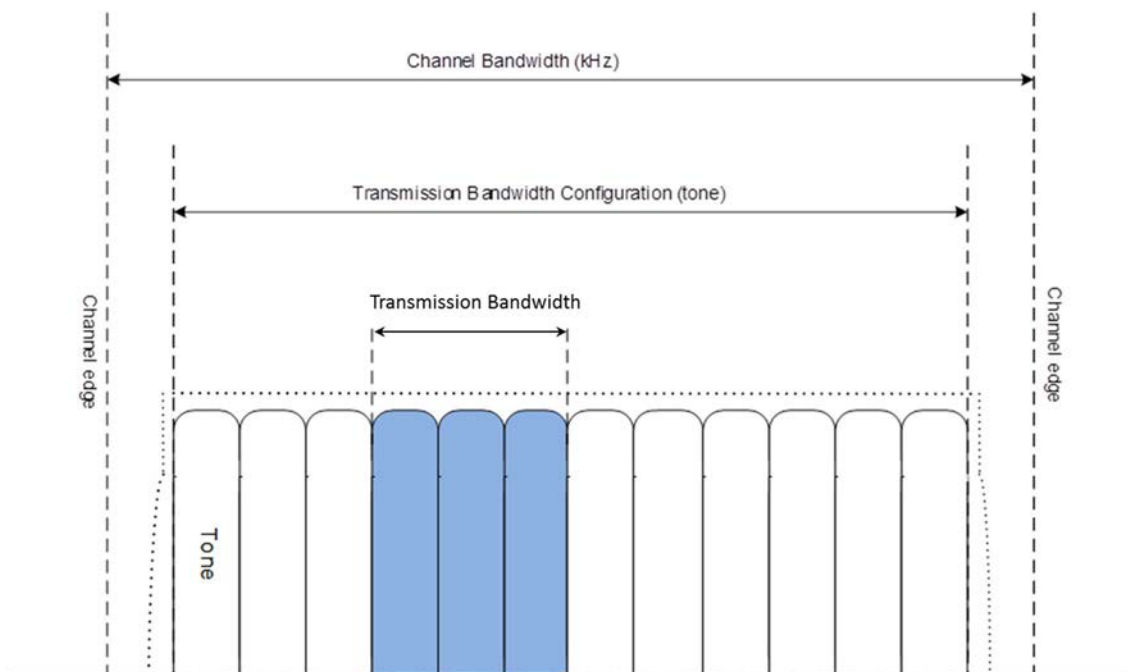 Channel Bandwidth (kHz)
Transmission Bandwidth Configuration (tone)
Transmission Bandwidth
Channel edge
Channel edge
Tone